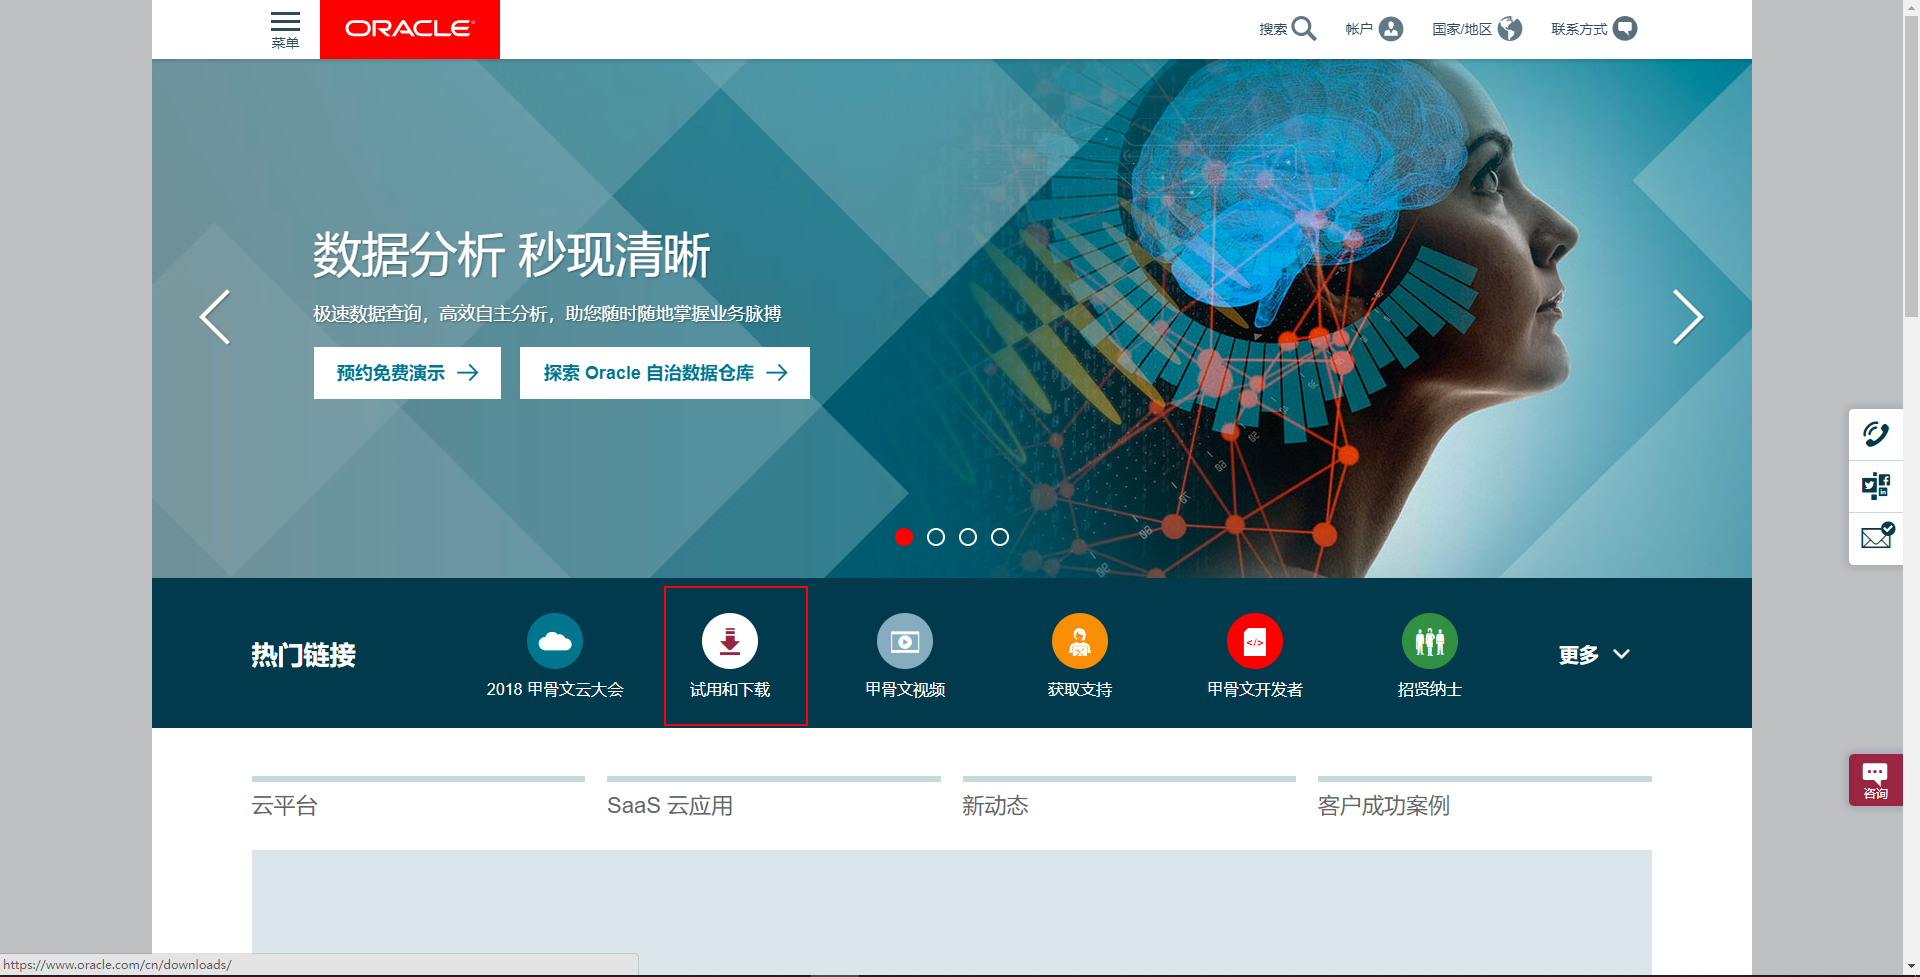 菜单
ORACLE
搜索
帐户
国家/地区
联系方式
数据分析 秒现清晰
极速数据查询，高效自主分析，助您随时随地掌握业务脉搏
预约免费演示
探索 Oracle 自治数据仓库
热门链接
2018 甲骨文云大会
试用和下载
甲骨文视频
获取支持
</>
甲骨文开发者
招贤纳士
更多
咨询
云平台
SaaS 云应用
新动态
客户成功案例
https://www.oracle.com/cn/downloads/